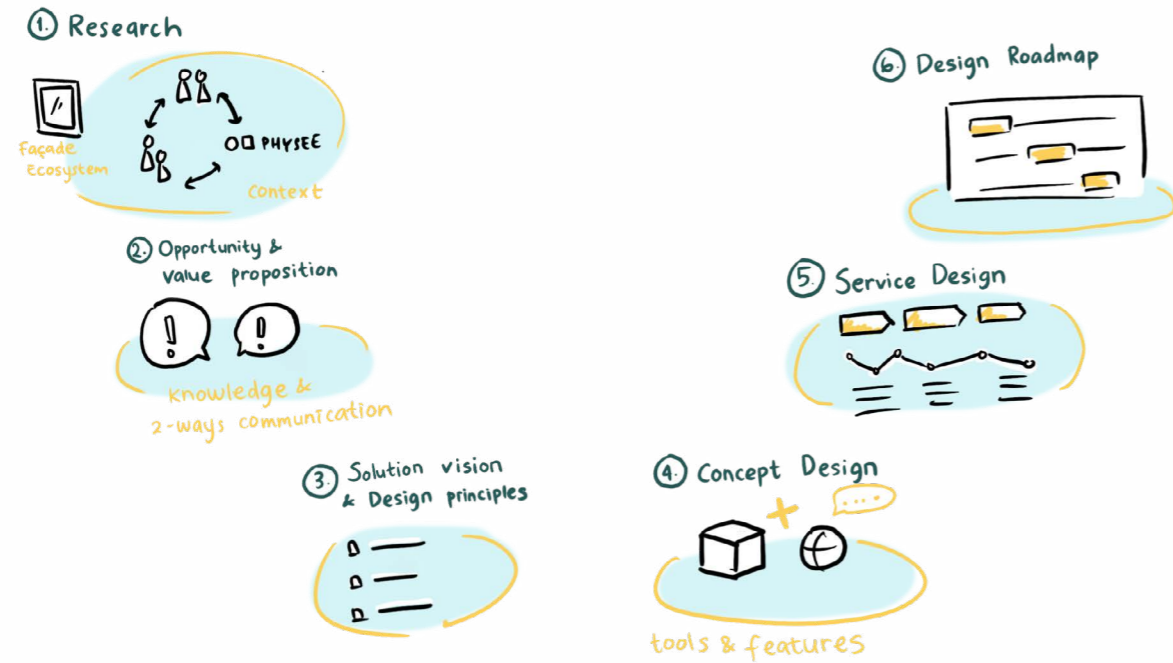 1. Research
PHYSEE
Façade
Ecosystem
Context
2. Opportunity &
value proposition
Knowledge &
2-ways communication
3. Solution vision
& Design principles
4. Concept Design
tools & features
5. Service Design
6. Design Roadmap